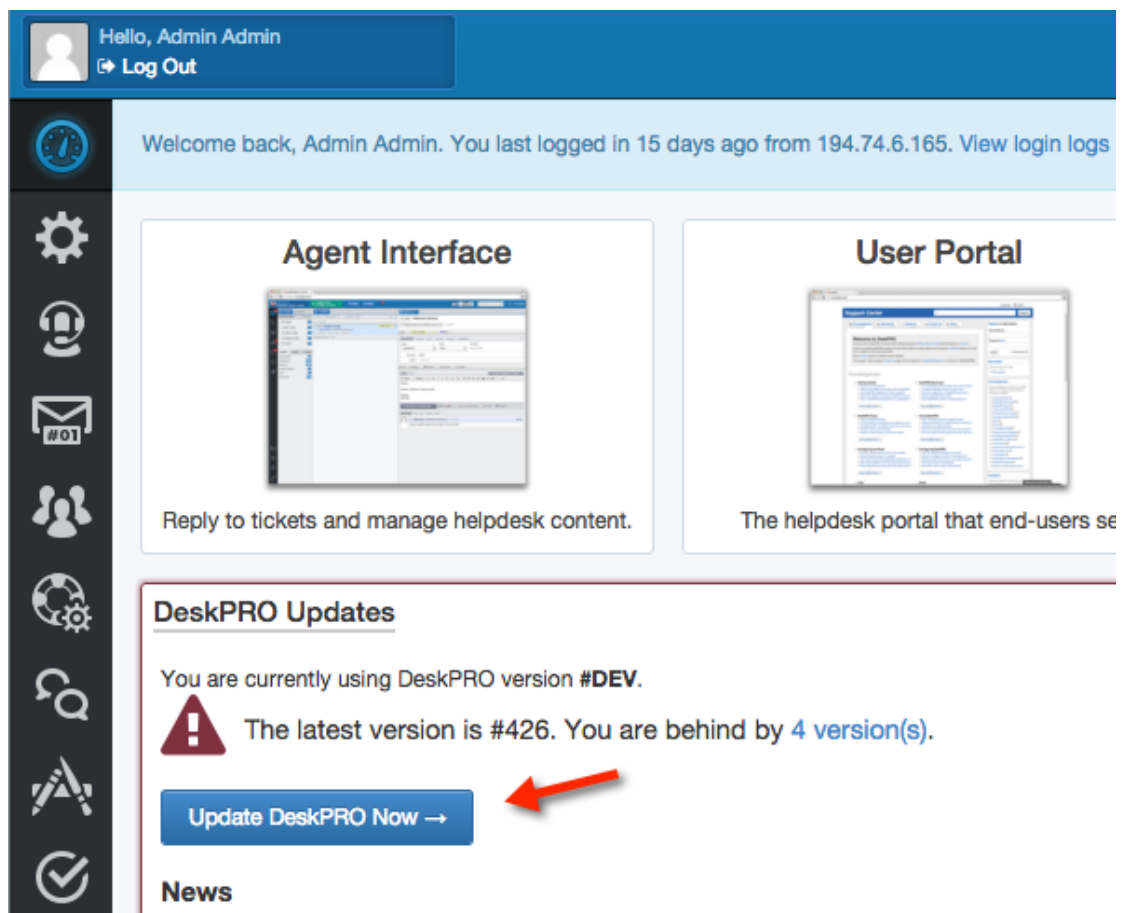 Hello, Admin Admin
Log Out
Welcome back, Admin Admin. You last logged in 15 days ago from 194.74.6.165. View login logs
Agent Interface
User Portal
Support Center
Reply to tickets and manage helpdesk content.
The helpdesk portal that end-users se
#01
DeskPRO Updates
You are currently using DeskPRO version #DEV.
The latest version is #426. You are behind by 4 version(s).
Update DeskPRO Now →
News